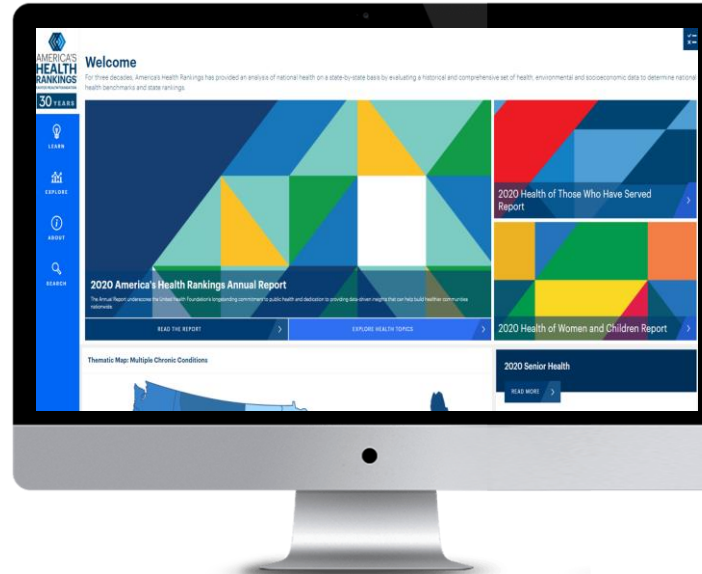 AMERICA'S
HEALTH
RANKINGS
UNITED HEALTH FOUNDATION
30 YEARS
LEARN
EXPLORE
ABOUT
SEARCH
Welcome
For three decades, America's Health Rankings has provided an analysis of national health on a state-by-state basis by evaluating a historical and comprehensive set of health, environmental and socioeconomic data to determine national
health benchmarks and state rankings.
2020 America's Health Rankings Annual Report
The Annual Report underscores the United Health Foundation's longstanding commitment to public health and dedication to providing data-driven insights that can help build healthier communities
nationwide.
READ THE REPORT
EXPLORE HEALTH TOPICS
2020 Health of Those Who Have Served
Report
2020 Health of Women and Children Report
Thematic Map: Multiple Chronic Conditions
2020 Senior Health
READ MORE